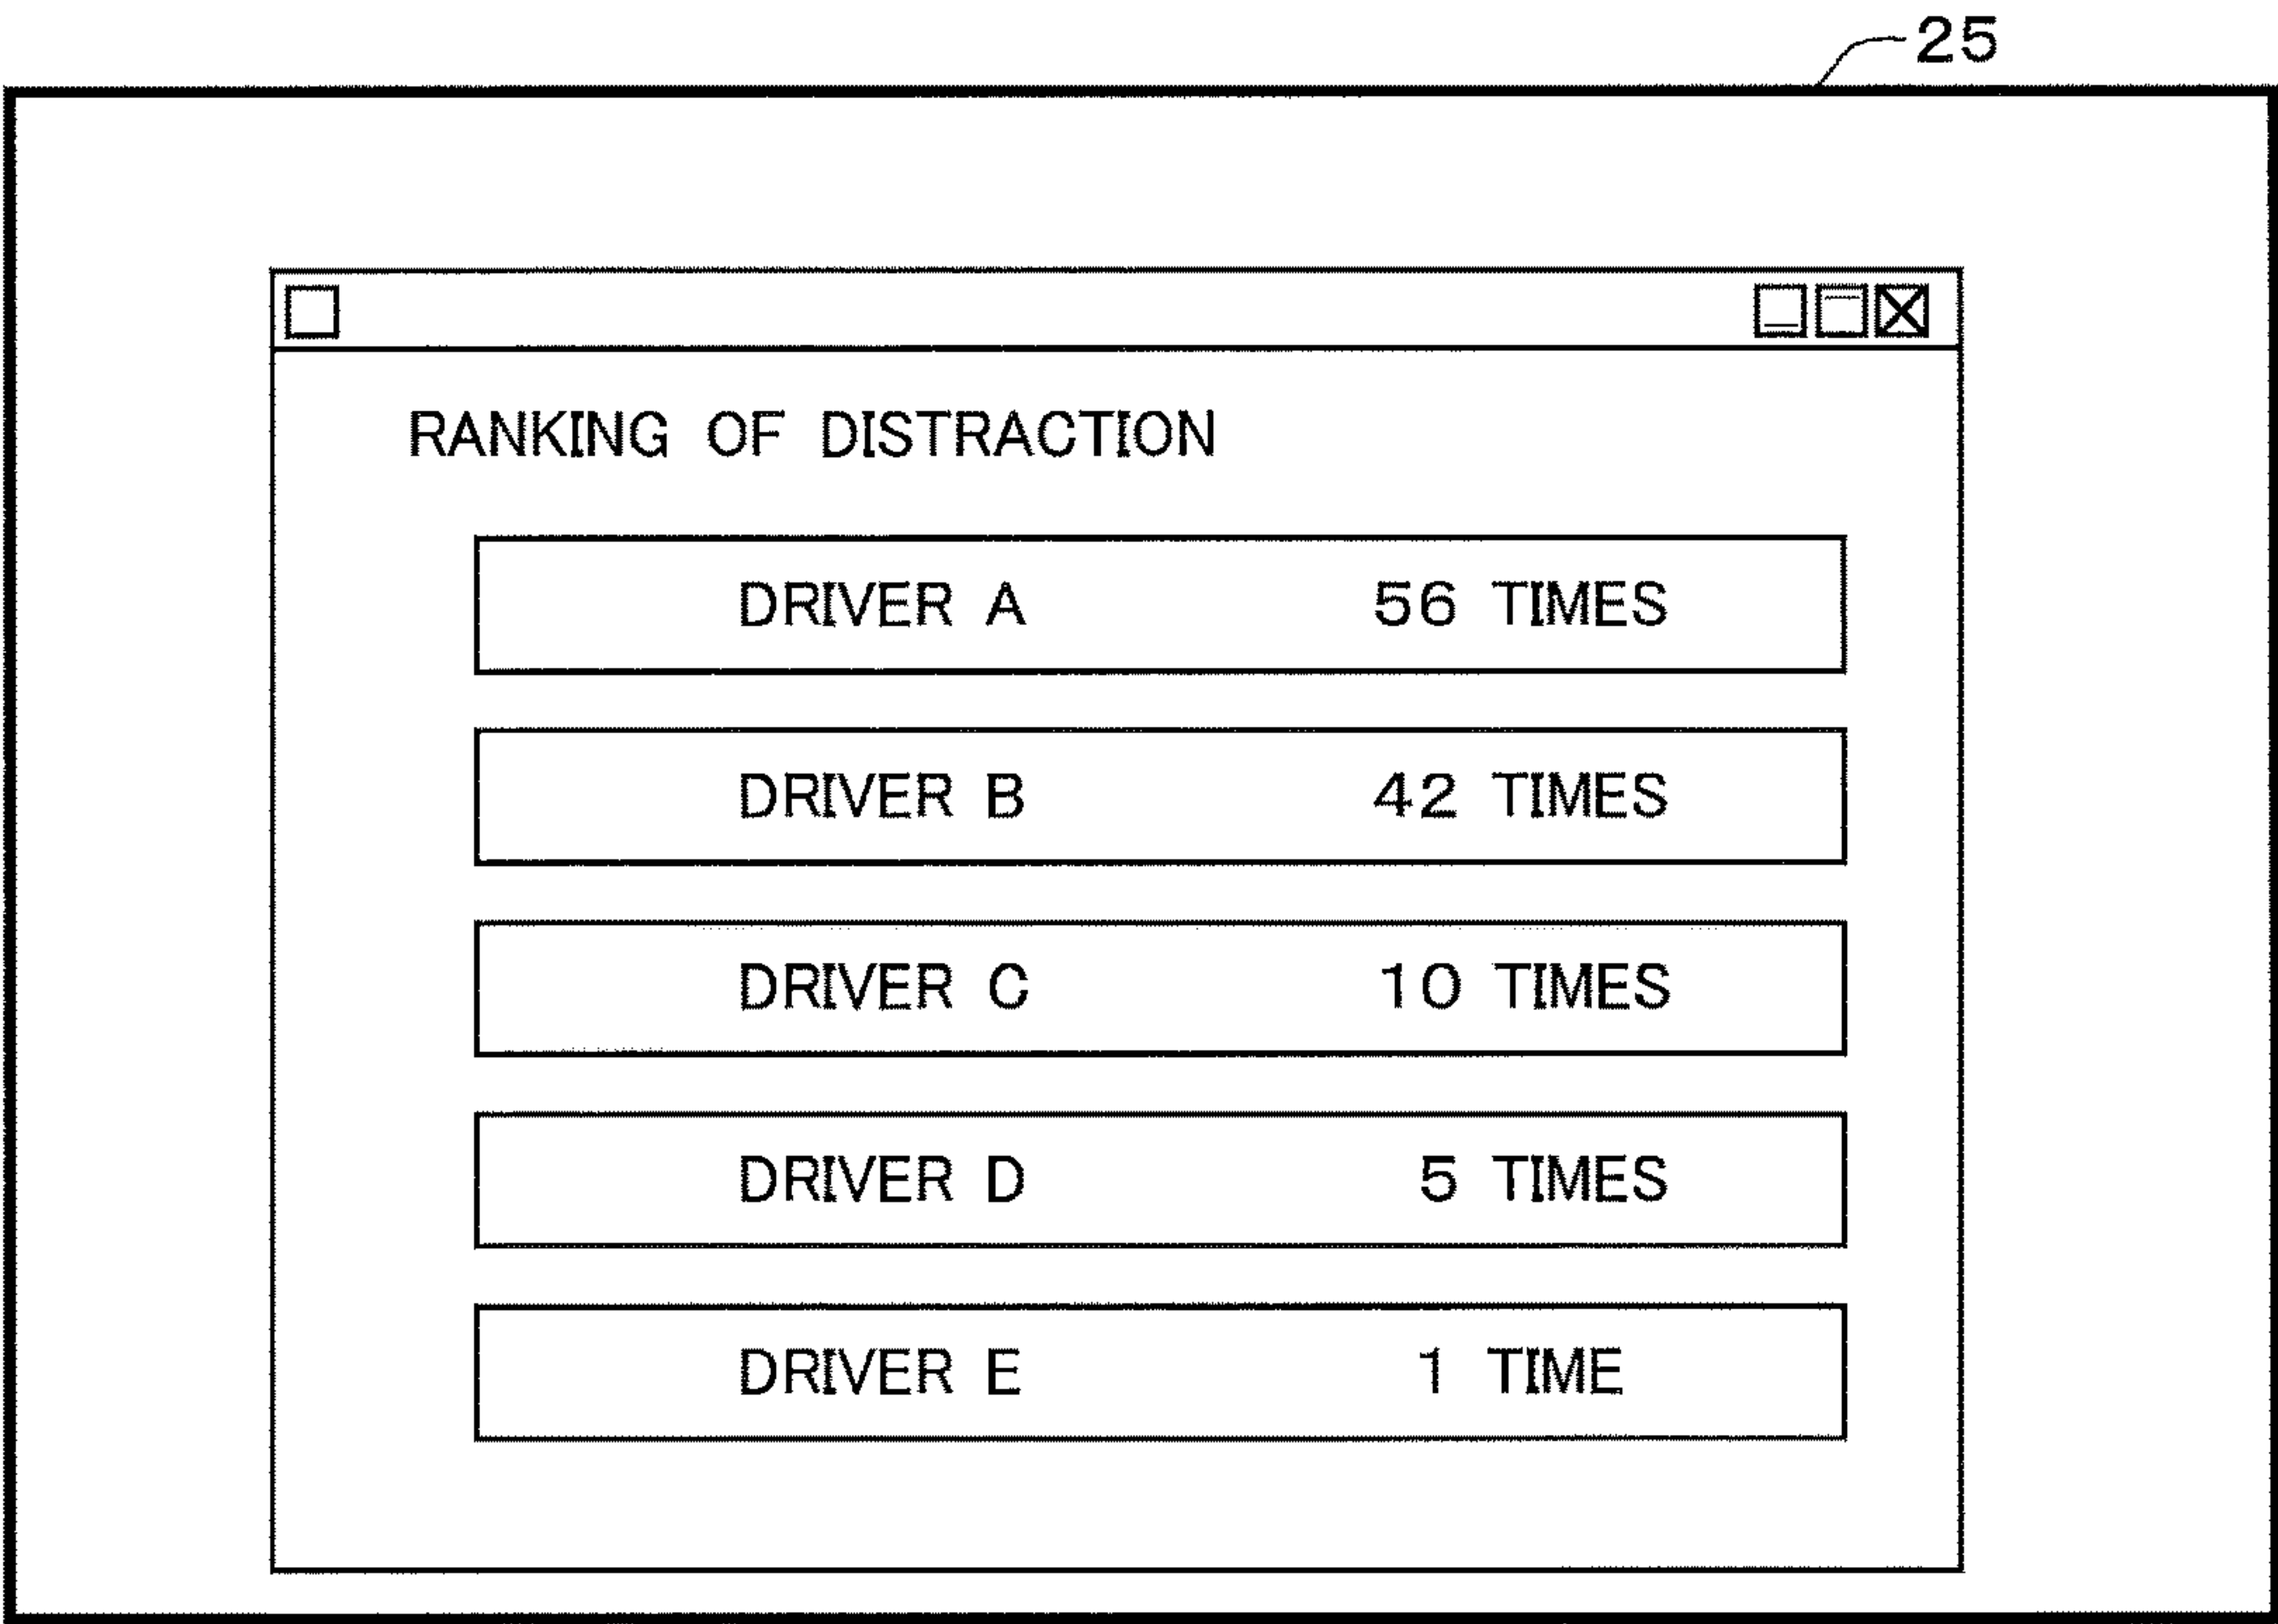 25
RANKING OF DISTRACTION
DRIVER A 56 TIMES
DRIVER B 42 TIMES
DRIVER C 10 TIMES
DRIVER D 5 TIMES
DRIVER E 1 TIME